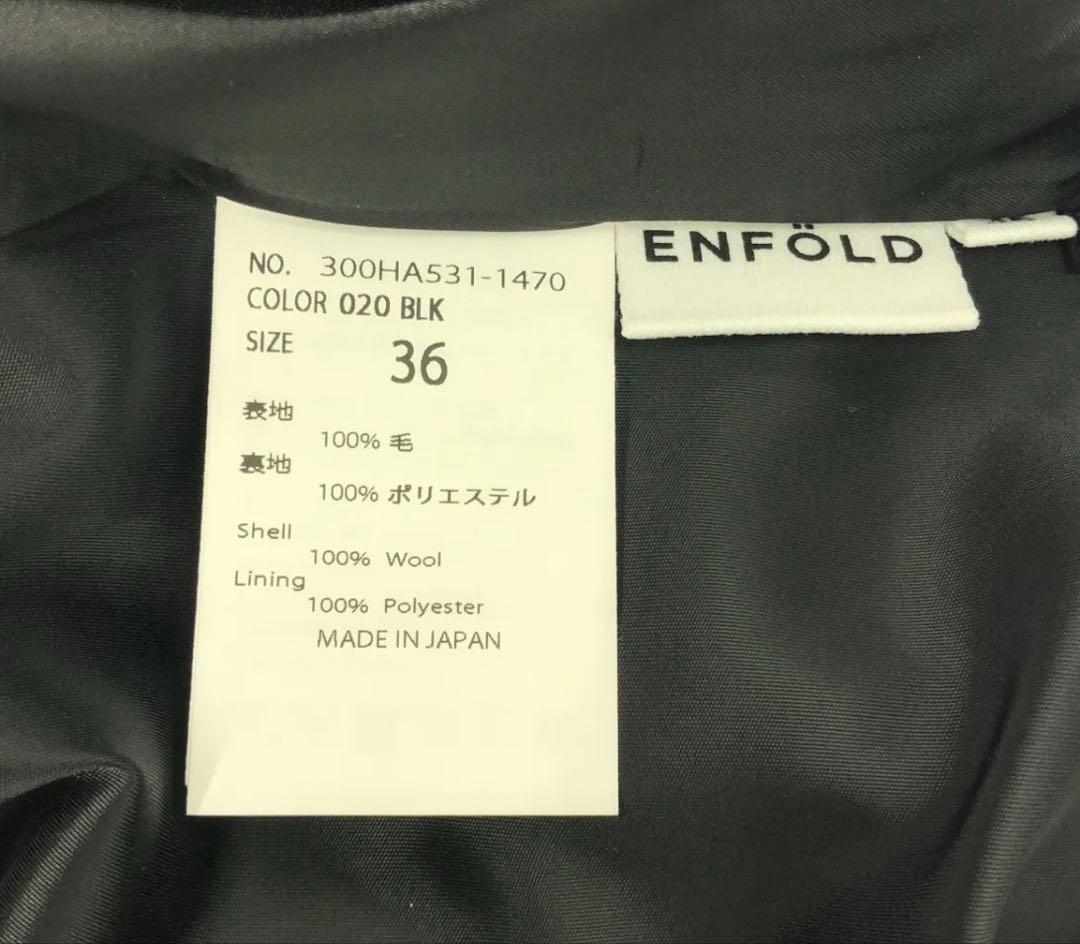 NO. 300HA531-1470
COLOR 020 BLK
SIZE 36
表地
100% 毛
裏地
100% ポリエステル
Shell
100% Wool
Lining
100% Polyester
MADE IN JAPAN
ENFÖLD